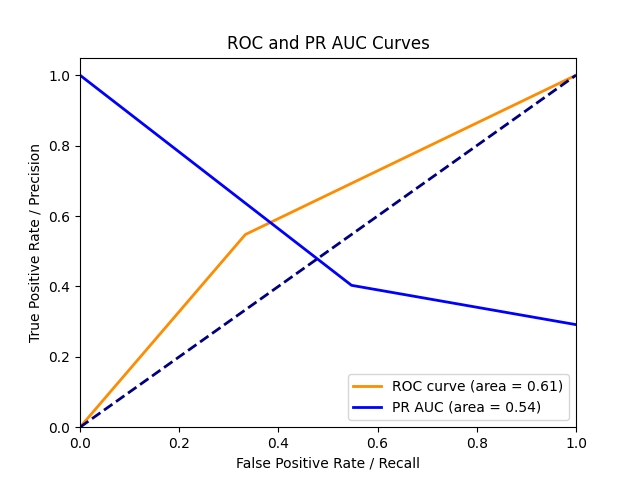 ROC and PR AUC Curves
True Positive Rate / Precision
1.0
0.8
0.6
0.4
0.2
0.0
0.0 0.2 0.4 0.6 0.8 1.0
False Positive Rate / Recall
ROC curve (area = 0.61)
PR AUC (area = 0.54)